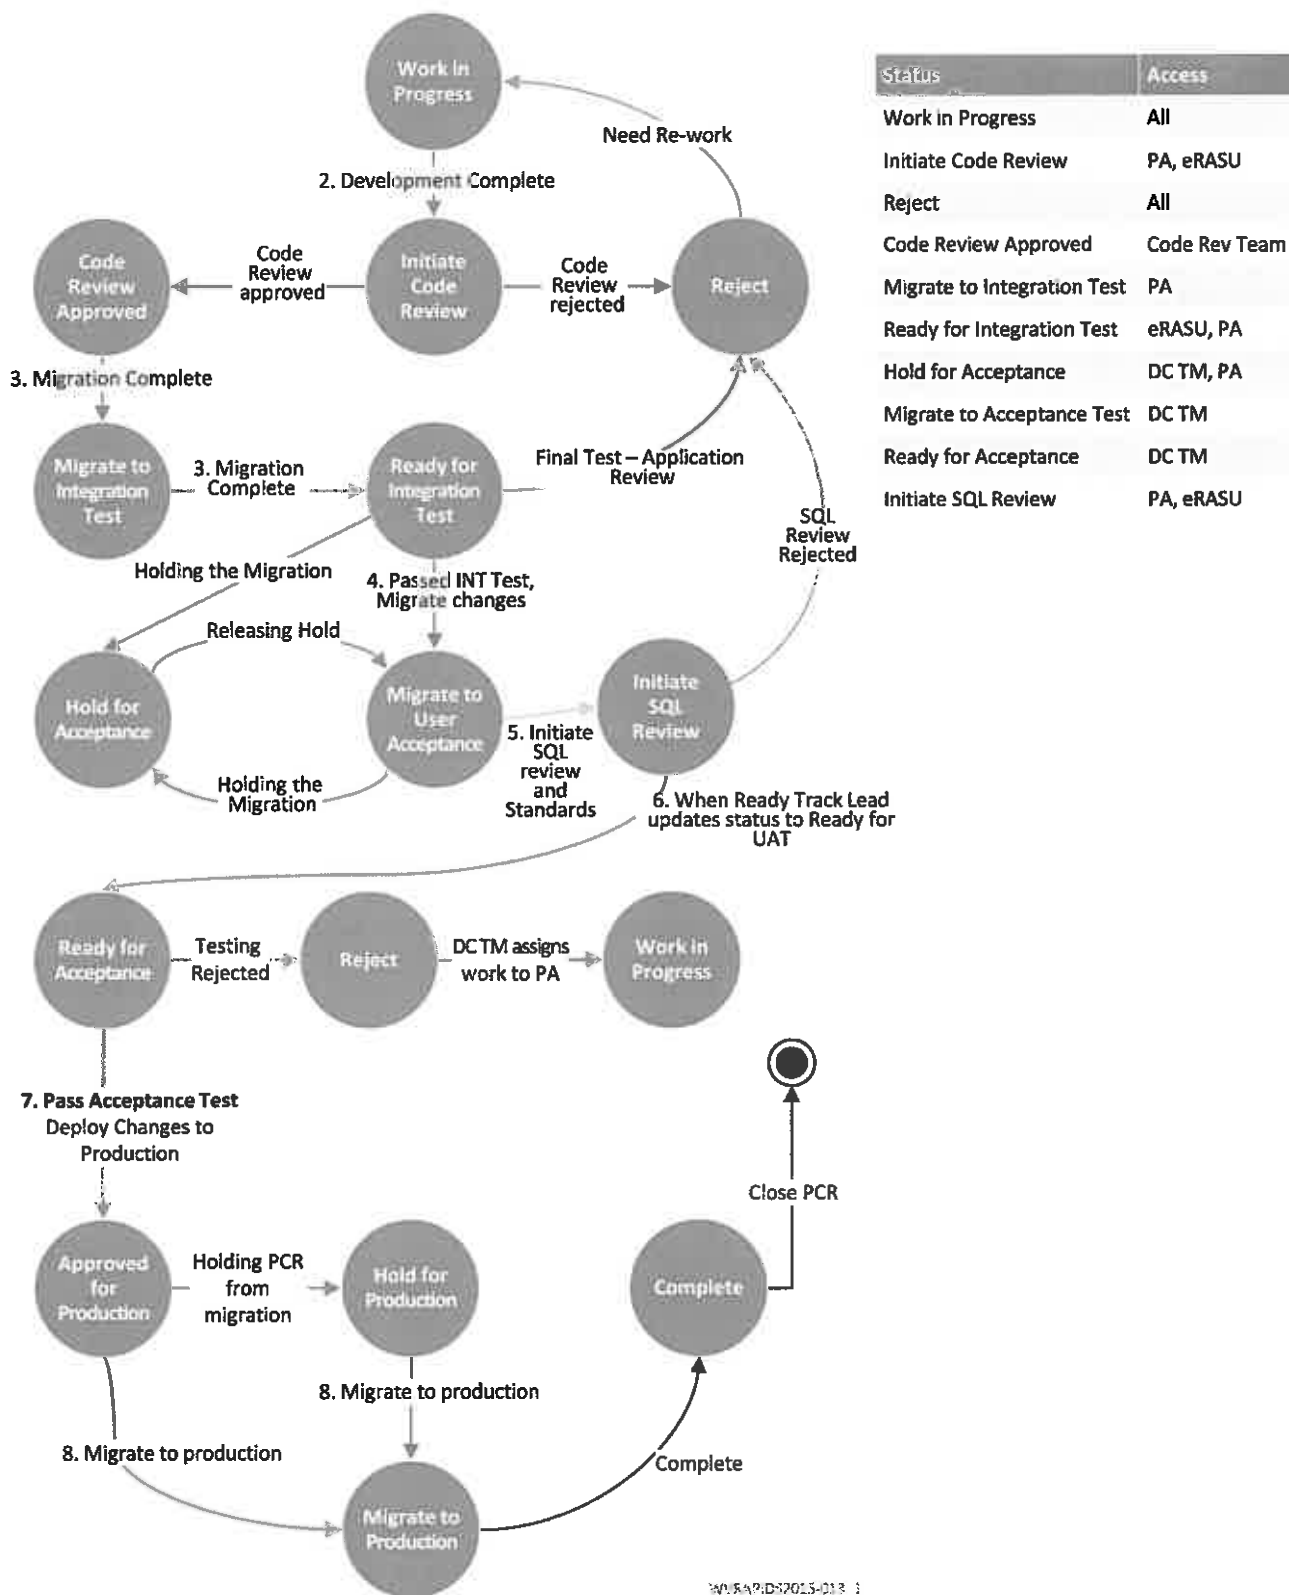 Work in
Progress
Need Re-work
2. Development Complete
Code
Review
Approved
Code
Review
approved
Initiate
Code
Review
Code
Review
rejected
Reject
3. Migration Complete
Migrate to
Integration
Test
3. Migration
Complete
Ready for
Integration
Test
Final Test – Application
Review
SQL
Review
Rejected
Holding the Migration
4. Passed INT Test,
Migrate changes
Releasing Hold
Hold for
Acceptance
Migrate to
User
Acceptance
Initiate
SQL
Review
5. Initiate
SQL
review
and
Standards
Holding the
Migration
6. When Ready Track Lead
updates status to Ready for
UAT
Ready for
Acceptance
Testing
Rejected
Reject
DC TM assigns
work to PA
Work in
Progress
7. Pass Acceptance Test
Deploy Changes to
Production
Close PCR
Approved
for
Production
Holding PCR
from
migration
Hold for
Production
Complete
8. Migrate to production
8. Migrate to production
Complete
Migrate to
Production
Status Access
Work in Progress All
Initiate Code Review PA, eRASU
Reject All
Code Review Approved Code Rev Team
Migrate to Integration Test PA
Ready for Integration Test eRASU, PA
Hold for Acceptance DC TM, PA
Migrate to Acceptance Test DC TM
Ready for Acceptance DC TM
Initiate SQL Review PA, eRASU